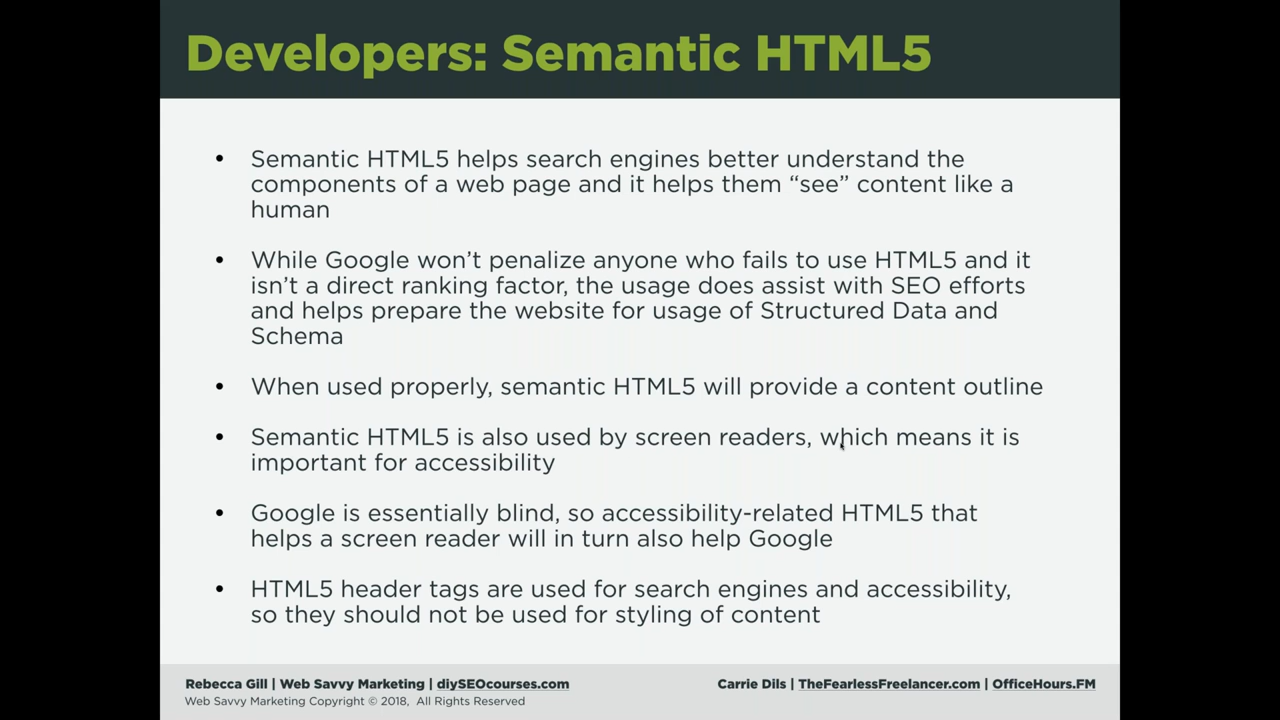 Developers: Semantic HTML5
• Semantic HTML5 helps search engines better understand the
components of a web page and it helps them “see” content like a
human
• While Google won’t penalize anyone who fails to use HTML5 and it
isn’t a direct ranking factor, the usage does assist with SEO efforts
and helps prepare the website for usage of Structured Data and
Schema
• When used properly, semantic HTML5 will provide a content outline
• Semantic HTML5 is also used by screen readers, which means it is
important for accessibility
• Google is essentially blind, so accessibility-related HTML5 that
helps a screen reader will in turn also help Google
• HTML5 header tags are used for search engines and accessibility,
so they should not be used for styling of content
Rebecca Gill | Web Savvy Marketing | diySEOcourses.com
Web Savvy Marketing Copyright © 2018, All Rights Reserved
Carrie Dils | TheFearlessFreelancer.com | OfficeHours.FM